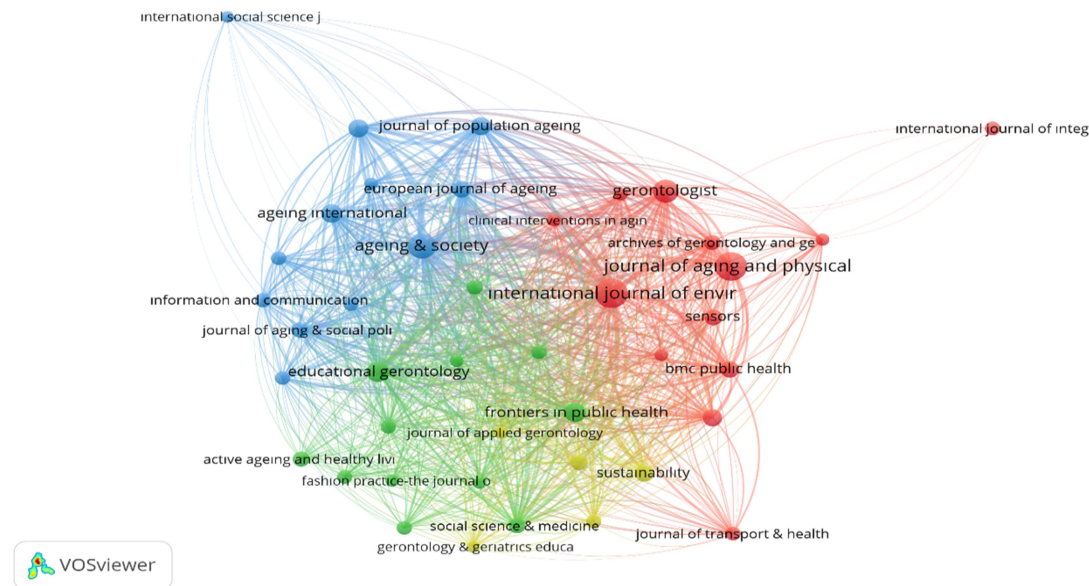 international social science j
journal of population ageing
international journal of integ
european journal of ageing
gerontologist
ageing international
clinical interventions in agin
ageing & society
archives of gerontology and ge
journal of aging and physical
international journal of envir
information and communication
sensors
journal of aging & social poli
educational gerontology
bmc public health
frontiers in public health
journal of applied gerontology
active ageing and healthy livi
sustainability
fashion practice-the journal o
social science & medicine
journal of transport & health
gerontology & geriatrics educa
VOSviewer